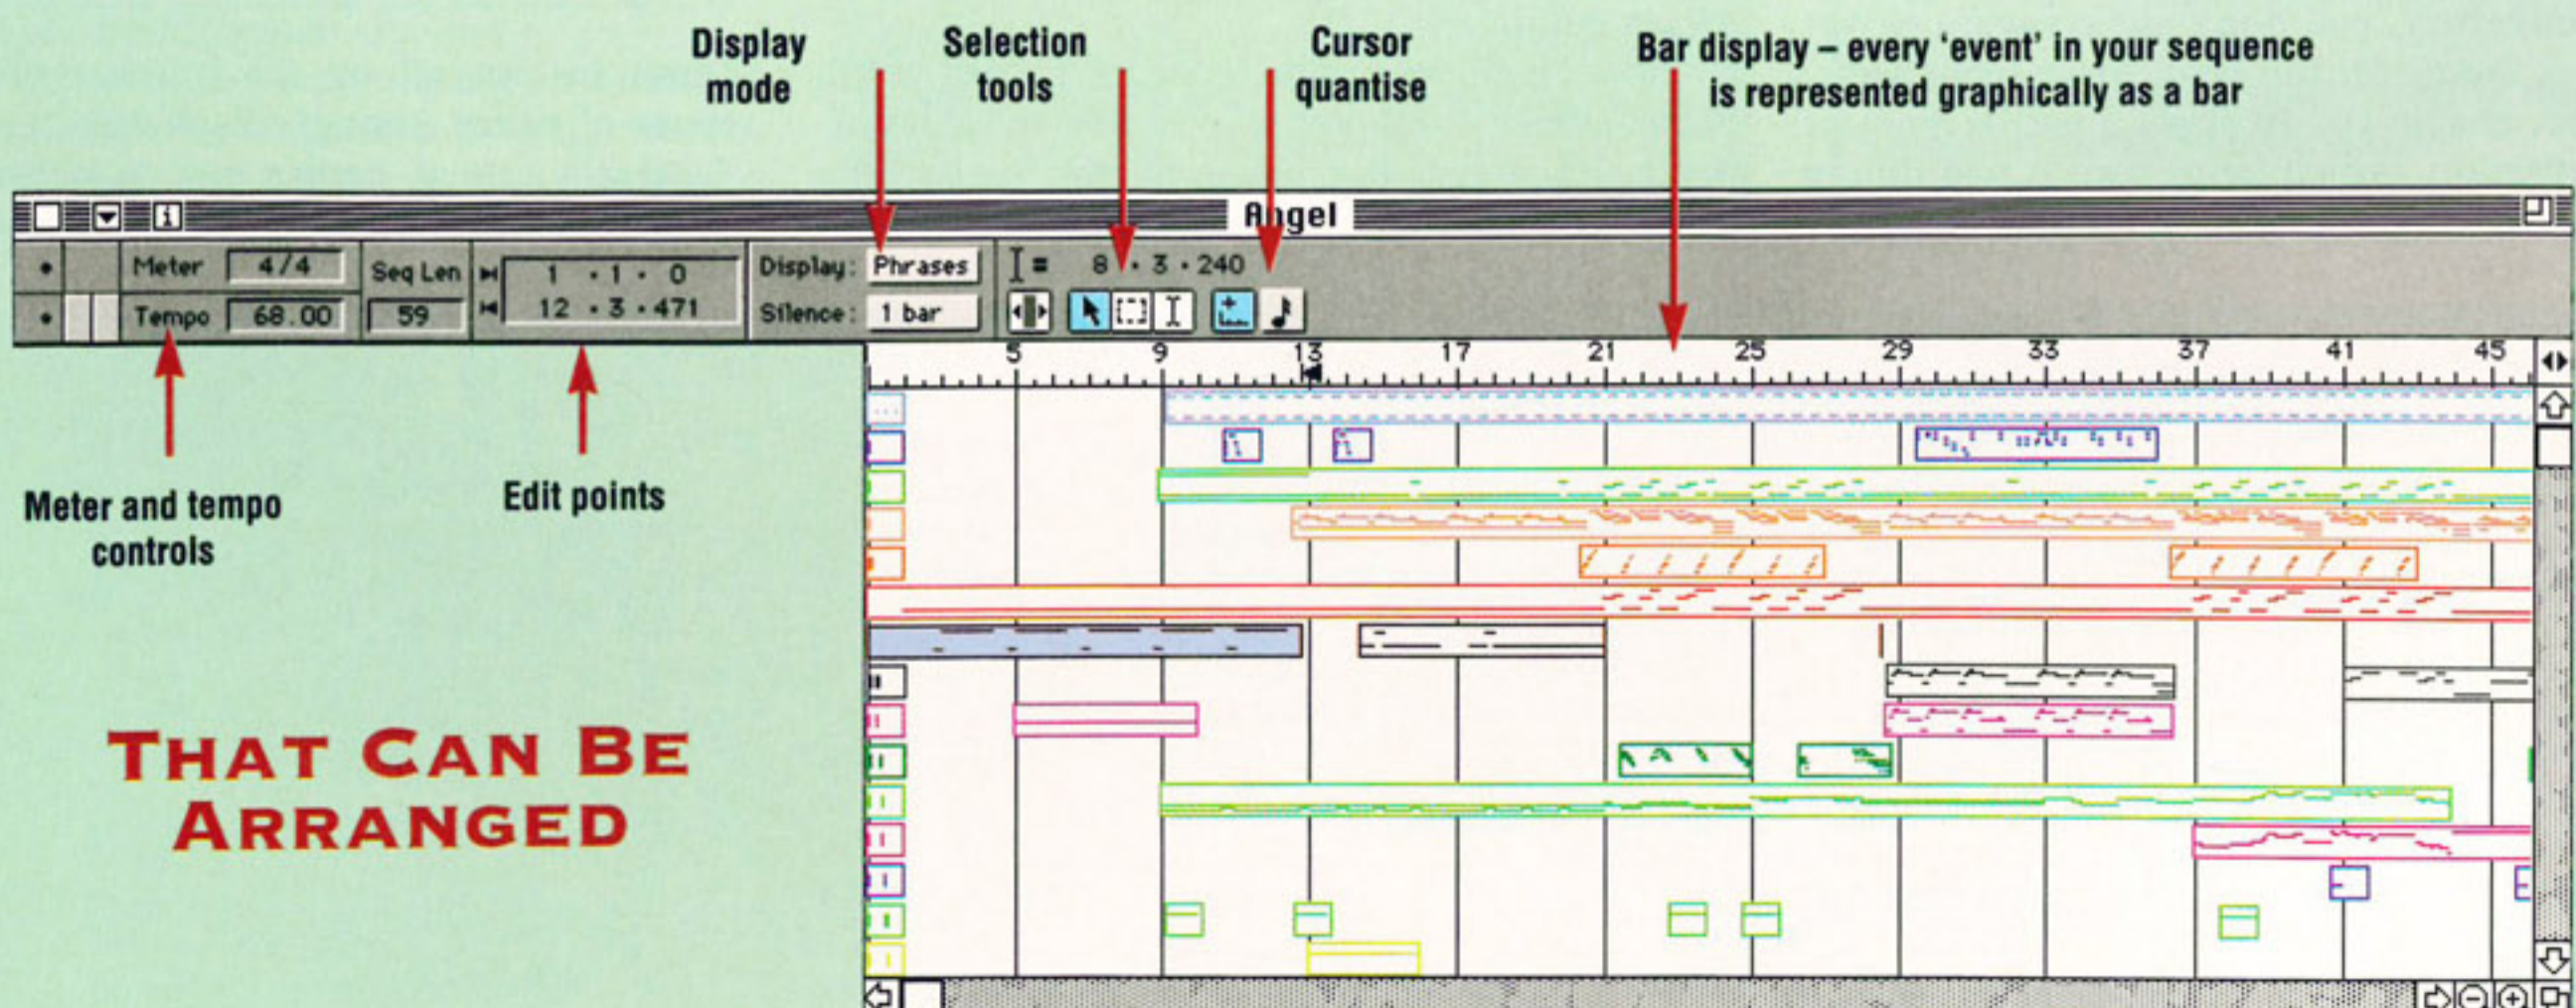 Display
mode
Selection
tools
Cursor
quantise
Bar display – every ‘event’ in your sequence
is represented graphically as a bar
Angel
Meter 4/4
Tempo 68.00
Seq Len
59
1 · 1 · 0
12 · 3 · 471
Display: Phrases
Silence: 1 bar
= 8 · 3 · 240
5 9 13 17 21 25 29 33 37 41 45
Meter and tempo
controls
Edit points
THAT CAN BE
ARRANGED